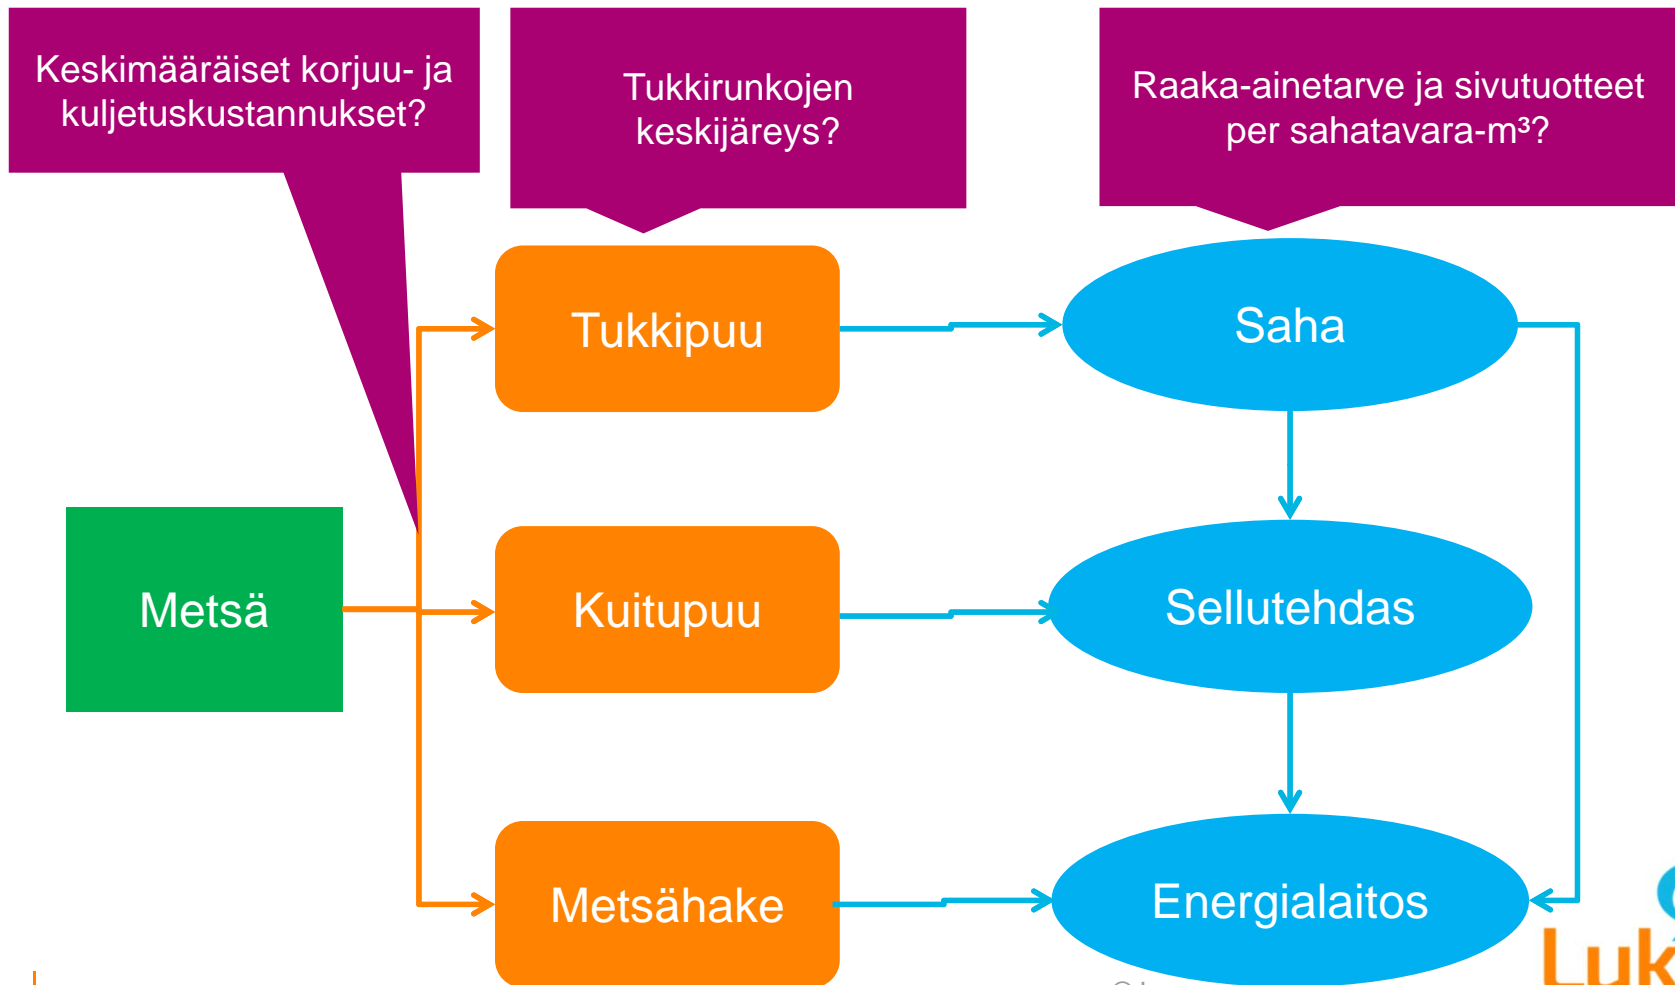 Keskimääräiset korjuu- ja
kuljetuskustannukset?
Tukkirunkojen
keskijäreys?
Raaka-ainetarve ja sivutuotteet
per sahatavara-m³?
Tukkipuu
Saha
Metsä
Kuitupuu
Sellutehdas
Metsähake
Energialaitos
Luk